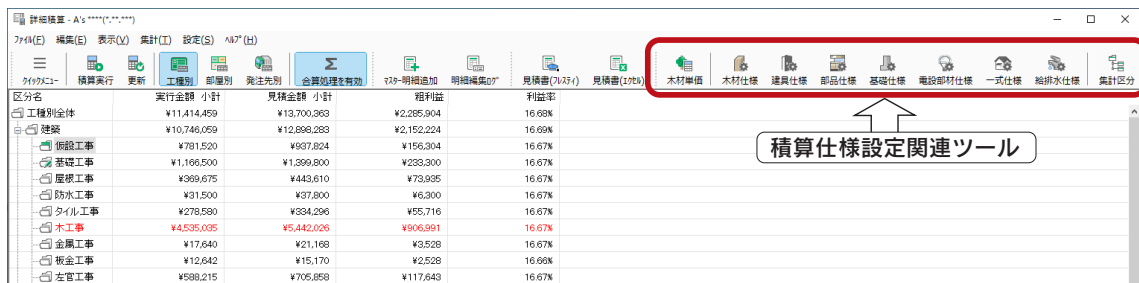 詳細積算 - A's ****(*.**.***)
ファイル(F) 編集(E) 表示(V) 集計(T) 設定(S) ヘルプ(H)
クイックメニュー 積算実行 更新 工種別 部屋別 発注先別 合算処理を有効 マスタ-明細追加 明細編集ログ 見積書(フレスティ) 見積書(エクセル) 木材単価 木材仕様 建具仕様 部品仕様 基礎仕様 電設部材仕様 一式仕様 給排水仕様 集計区分
区分名 実行金額 小計 見積金額 小計 粗利益 利益率
工種別全体 ¥11,414,459 ¥13,700,363 ¥2,285,904 16.68%
建築 ¥10,746,059 ¥12,898,283 ¥2,152,224 16.69%
仮設工事 ¥781,520 ¥937,824 ¥156,304 16.67%
基礎工事 ¥1,166,500 ¥1,399,800 ¥233,300 16.67%
屋根工事 ¥369,675 ¥443,610 ¥73,935 16.67%
防水工事 ¥31,500 ¥37,800 ¥6,300 16.67%
タイル工事 ¥278,580 ¥334,296 ¥55,716 16.67%
木工事 ¥4,535,035 ¥5,442,026 ¥906,991 16.67%
金属工事 ¥17,640 ¥21,168 ¥3,528 16.67%
板金工事 ¥12,642 ¥15,170 ¥2,528 16.66%
左官工事 ¥588,215 ¥705,858 ¥117,643 16.67%
積算仕様設定関連ツール